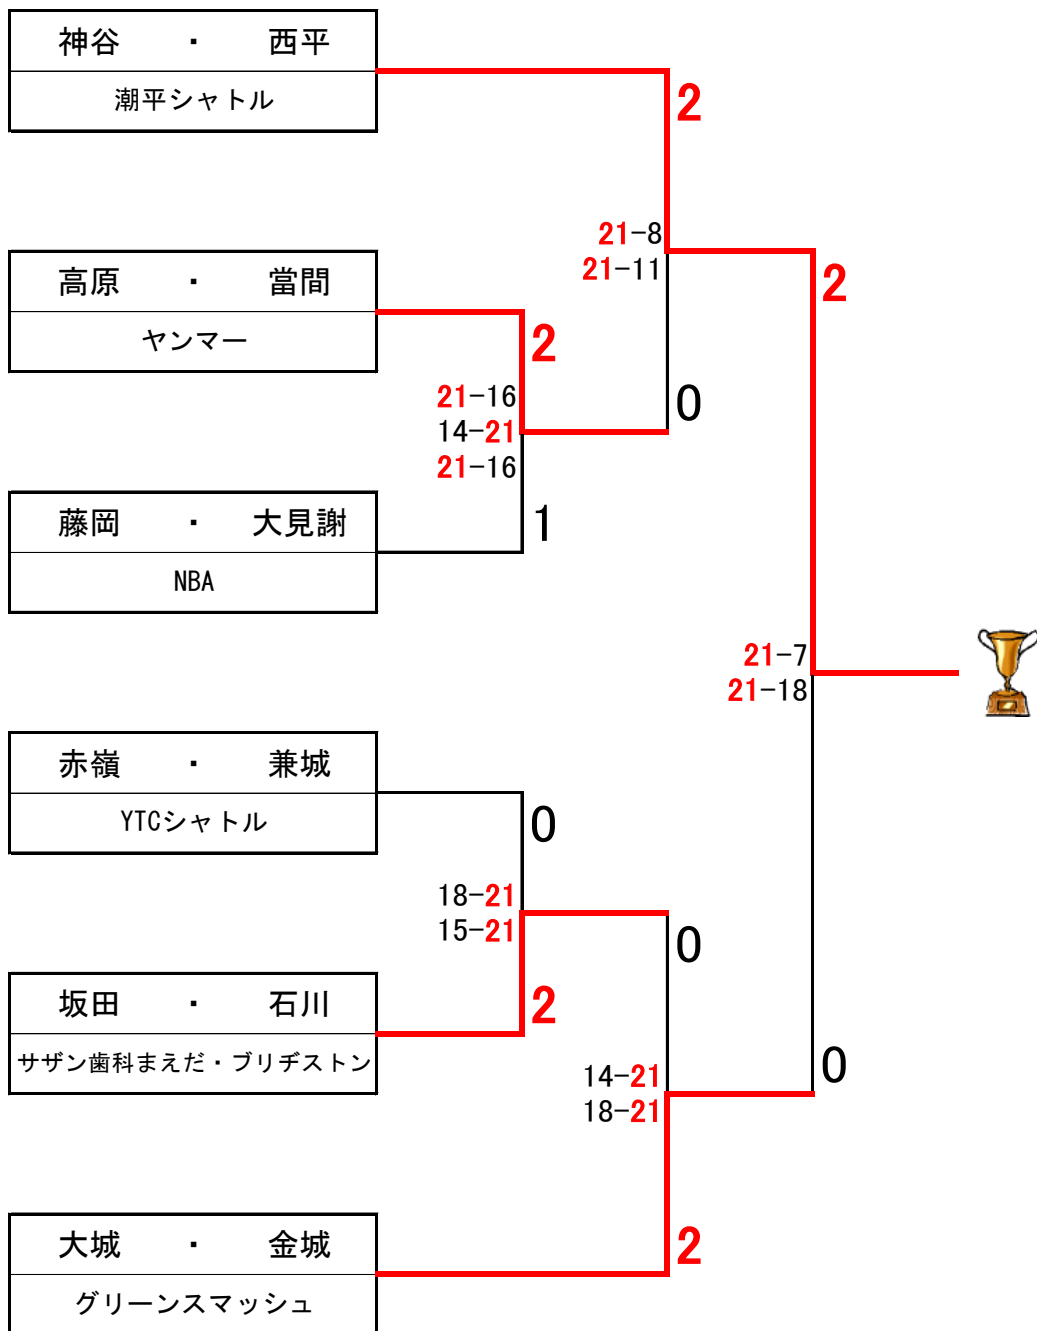 神谷 ・ 西平
潮平シャトル
2
21-8
21-11
2
高原 ・ 當間
ヤンマー
2
0
21-16
14-21
21-16
藤岡 ・ 大見謝
1
NBA
21-7
21-18
赤嶺 ・ 兼城
YTCシャトル
0
18-21
15-21
0
坂田 ・ 石川
2
サザン歯科まえだ・ブリヂストン
0
14-21
18-21
大城 ・ 金城
2
グリーンスマッシュ